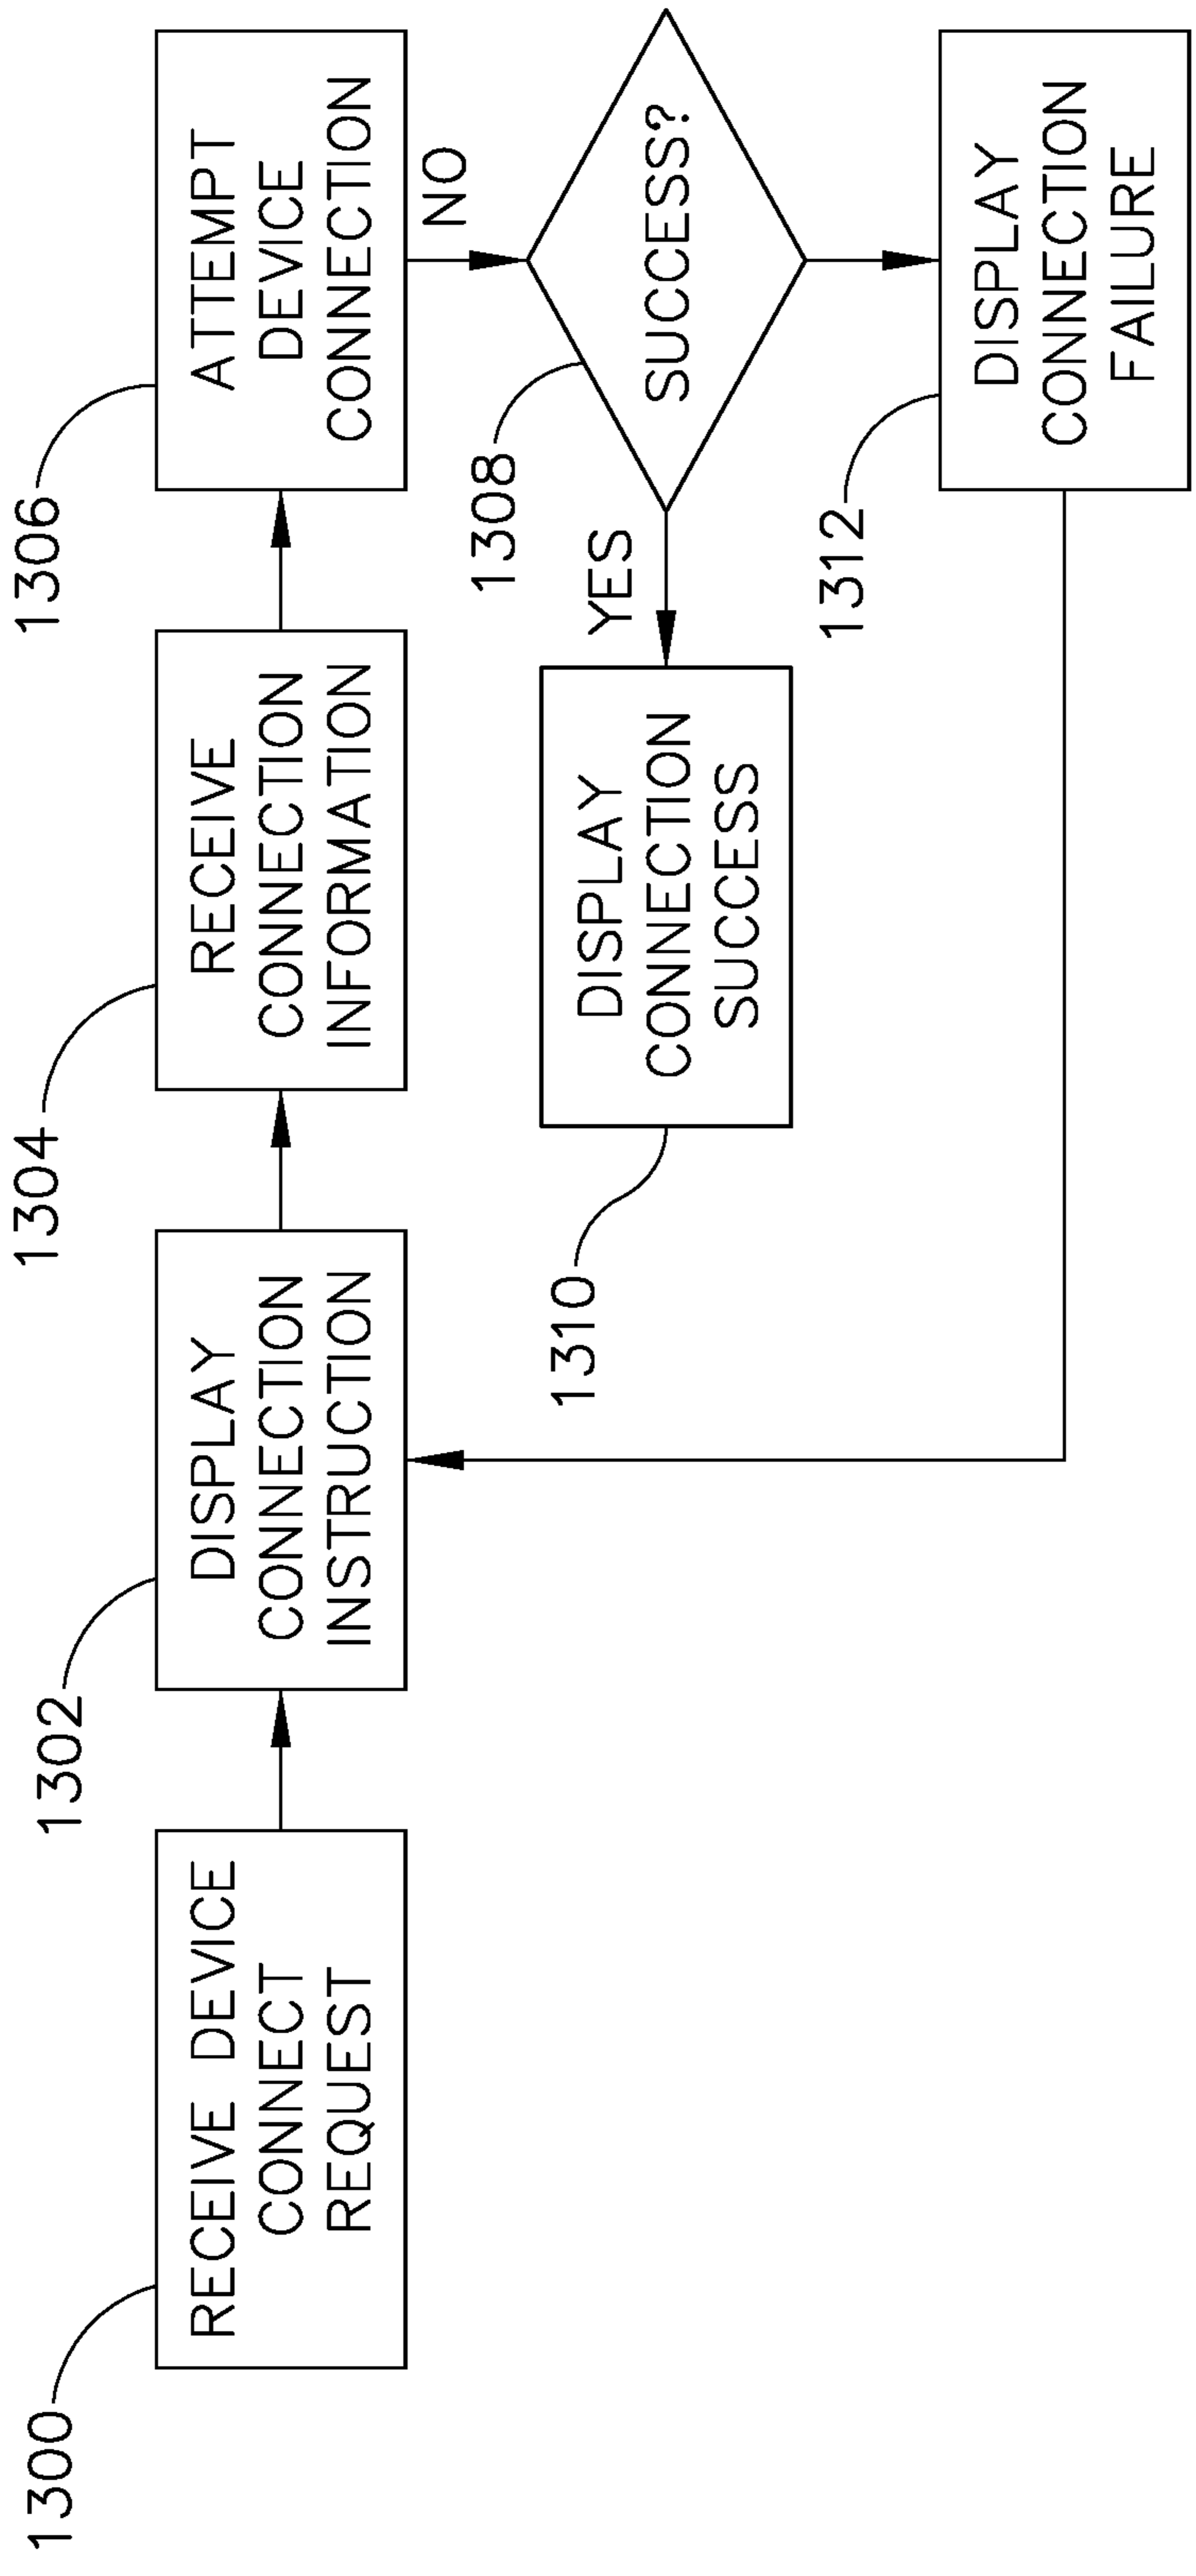 1300
RECEIVE DEVICE
CONNECT
REQUEST
1302
DISPLAY
CONNECTION
INSTRUCTION
1304
RECEIVE
CONNECTION
INFORMATION
1306
ATTEMPT
DEVICE
CONNECTION
NO
1308
SUCCESS?
YES
1310
DISPLAY
CONNECTION
SUCCESS
1312
DISPLAY
CONNECTION
FAILURE